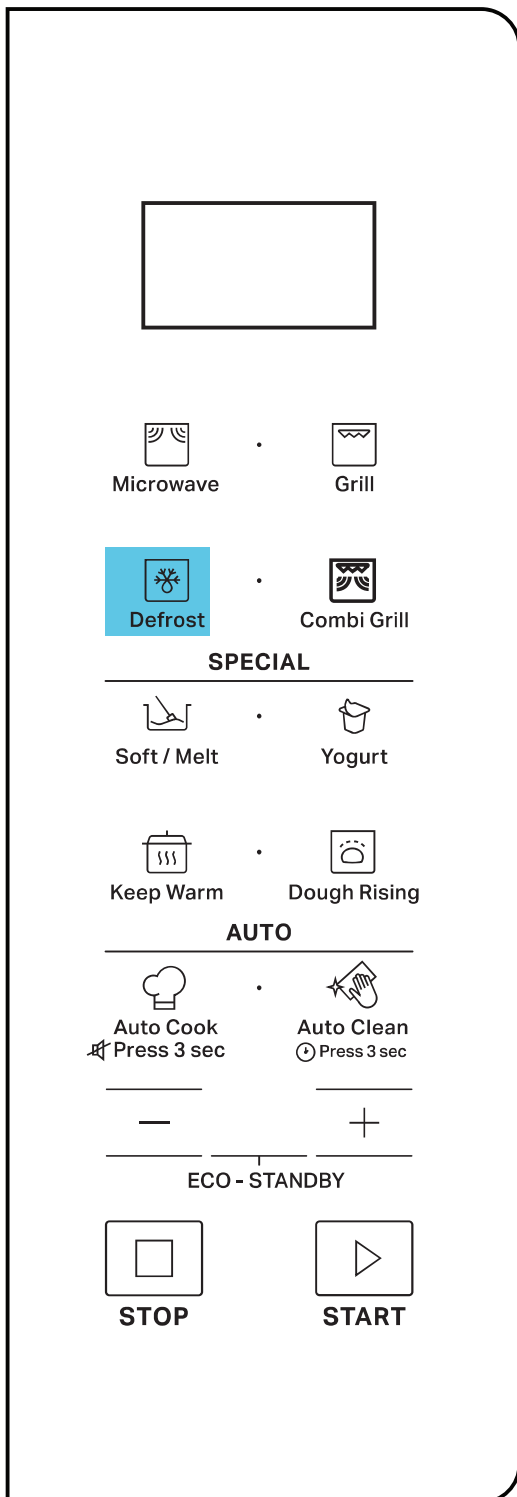 Microwave
Grill
Defrost
Combi Grill
SPECIAL
Soft / Melt
Yogurt
Keep Warm
Dough Rising
AUTO
Auto Cook
Press 3 sec
Auto Clean
Press 3 sec
ECO - STANDBY
STOP
START